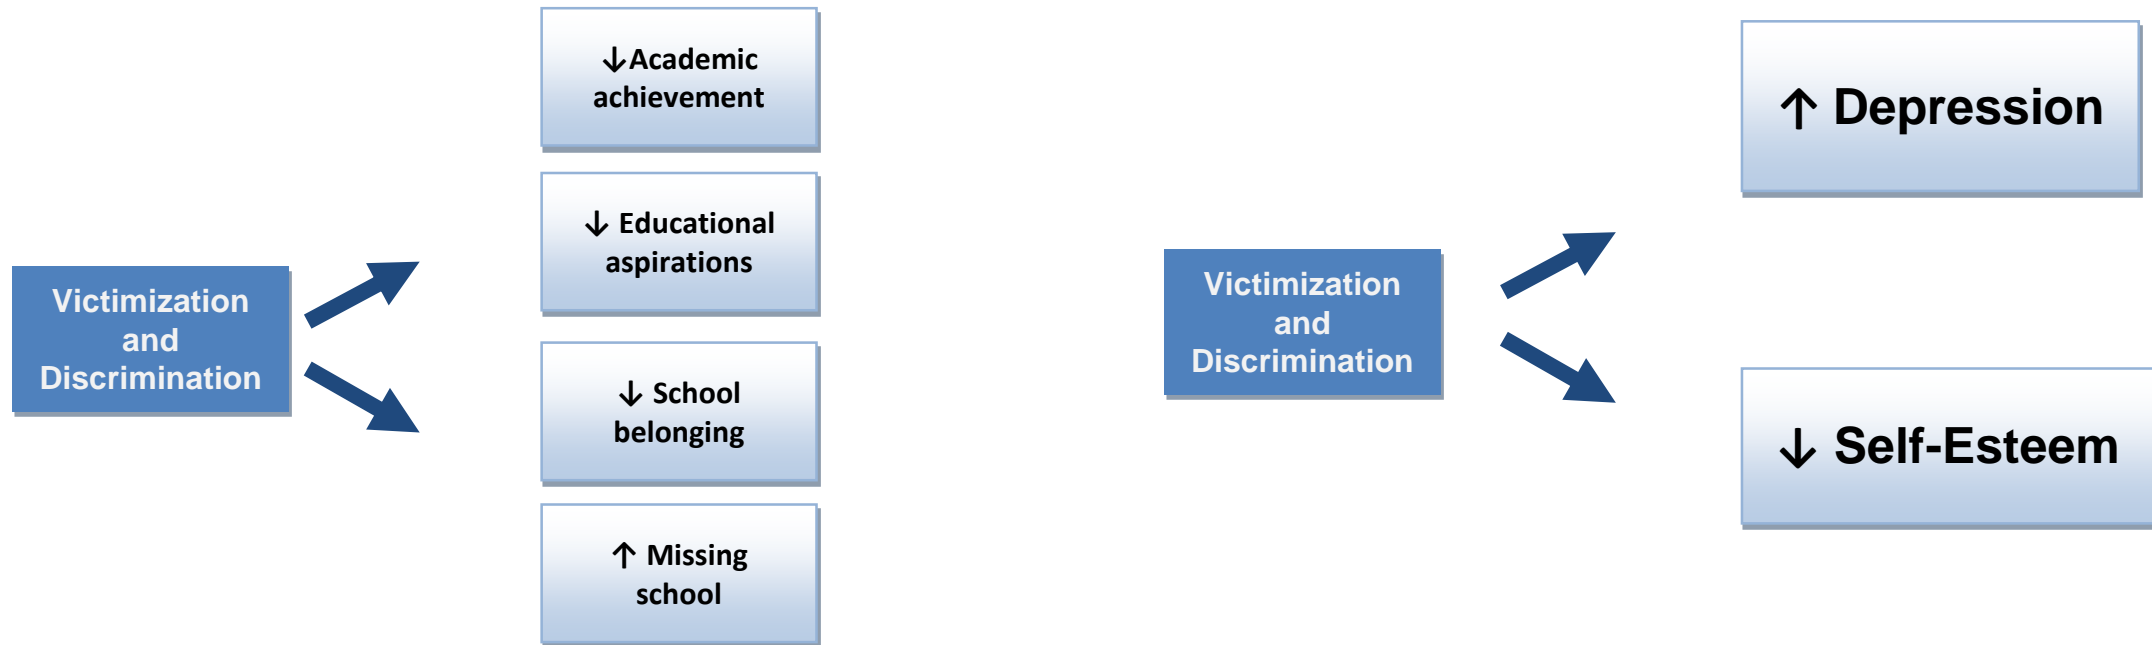 Victimization
and
Discrimination
↓Academic
achievement
↓ Educational
aspirations
↓ School
belonging
↑ Missing
school
Victimization
and
Discrimination
↑ Depression
↓ Self-Esteem